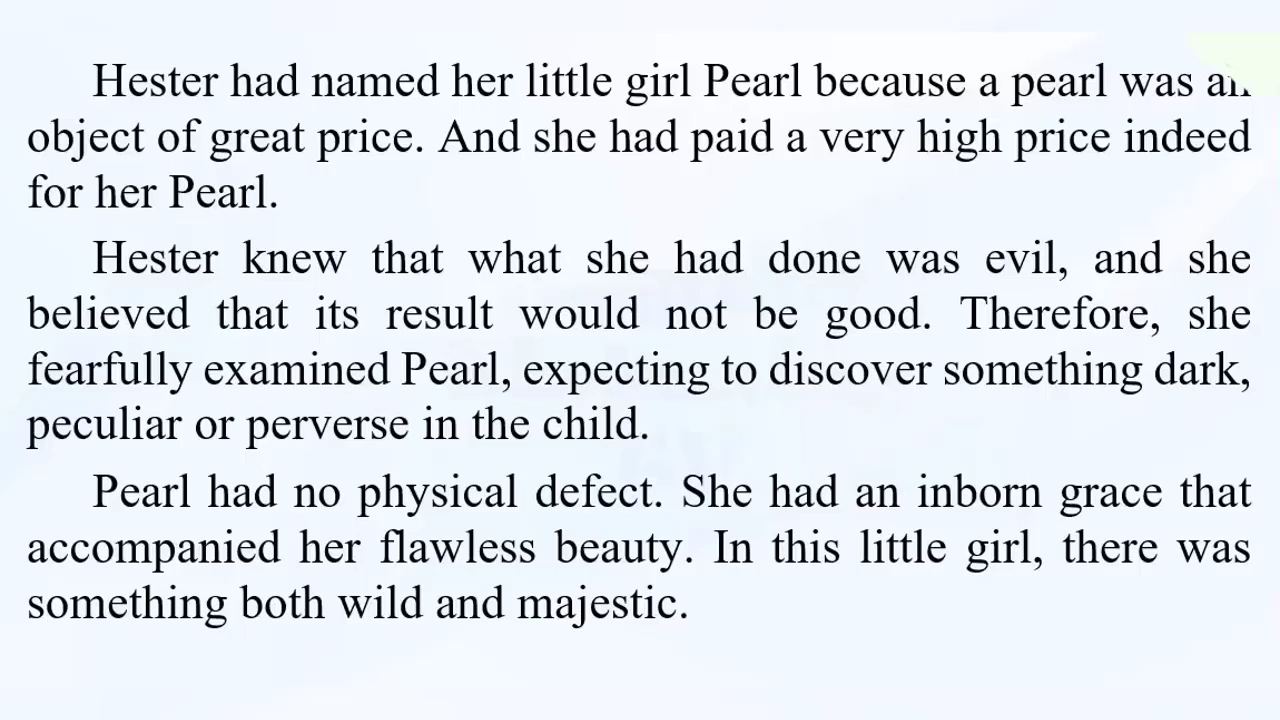 Hester had named her little girl Pearl because a pearl was an
object of great price. And she had paid a very high price indeed
for her Pearl.
Hester knew that what she had done was evil, and she
believed that its result would not be good. Therefore, she
fearfully examined Pearl, expecting to discover something dark,
peculiar or perverse in the child.
Pearl had no physical defect. She had an inborn grace that
accompanied her flawless beauty. In this little girl, there was
something both wild and majestic.